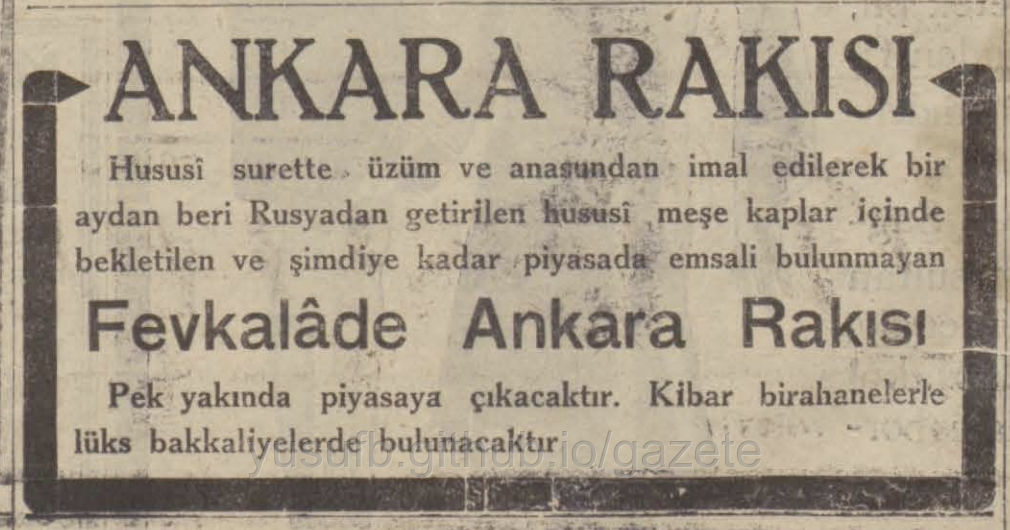 ANKARA RAKISI
Hususî surette üzüm ve anasundan imal edilerek bir
aydan beri Rusyadan getirilen hususî meşe kaplar içinde
bekletilen ve şimdiye kadar piyasada emsali bulunmayan
Fevkalâde Ankara Rakısı
Pek yakında piyasaya çıkacaktır. Kibar birahanelerle
lüks bakkaliyelerde bulunacaktır
yusufb.github.io/gazete